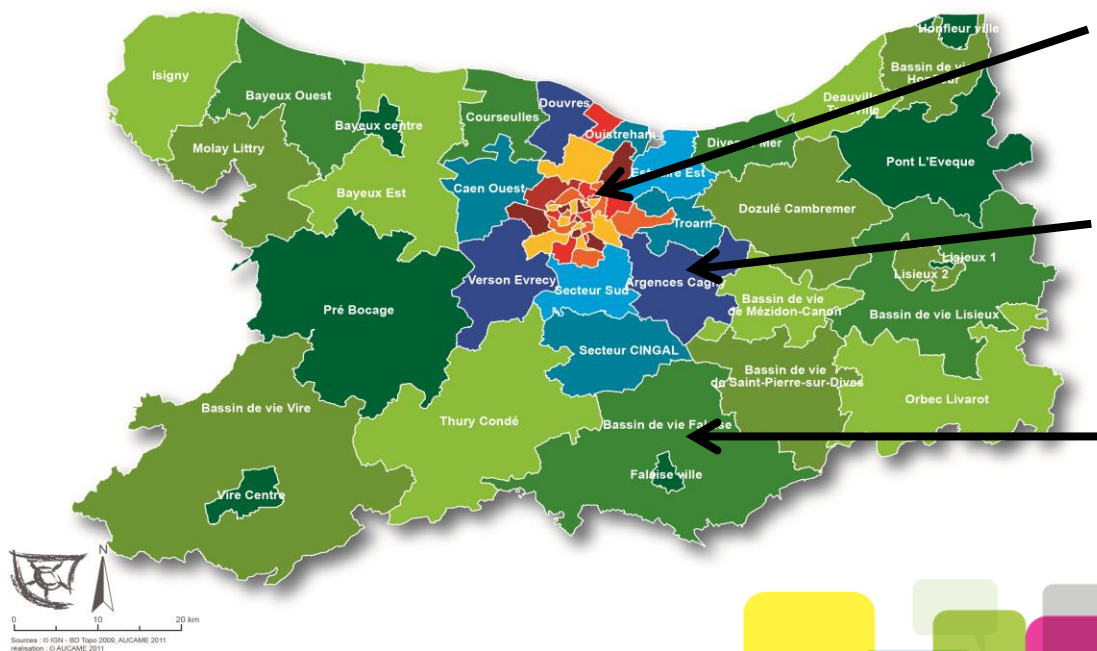 Honfleur ville
Isigny
Bassin de vie
Honfleur
Bayeux Ouest
Deauville
Trouville
Douvres
Courseulles
Bayeux centre
Ouistreham
Dives Mer
Molay Littry
Pont L'Eveque
Estuaire Est
Caen Ouest
Bayeux Est
Dozulé Cambremer
Troarn
Lisieux 1
Lisieux 2
Verson Evrecy
Secteur Sud
Argences Cagny
Bassin de vie
de Mézidon-Canon
Pré Bocage
Bassin de vie Lisieux
Secteur CINGAL
Bassin de vie
de Saint-Pierre-sur-Dives
Orbec Livarot
Bassin de vie Vire
Thury Condé
Bassin de vie Falaise
Falaise ville
Vire Centre
N
0 10 20 km
Sources : © IGN - BD Topo 2009, AUCAME 2011
réalisation : © AUCAME 2011